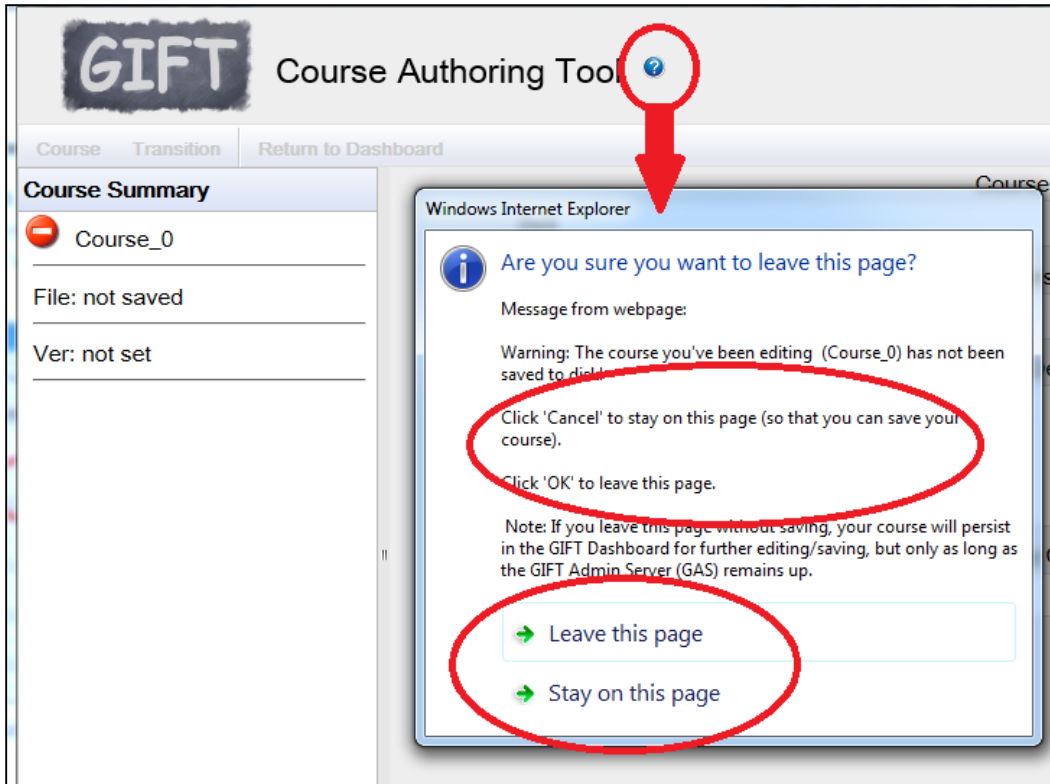 GIFT
Course Authoring Tool
Course Transition Return to Dashboard
Course Summary
Course_0
File: not saved
Ver: not set
Course
Windows Internet Explorer
Are you sure you want to leave this page?
Message from webpage:
Warning: The course you've been editing (Course_0) has not been
saved to disk!
Click 'Cancel' to stay on this page (so that you can save your
course).
Click 'OK' to leave this page.
Note: If you leave this page without saving, your course will persist
in the GIFT Dashboard for further editing/saving, but only as long as
the GIFT Admin Server (GAS) remains up.
Leave this page
Stay on this page